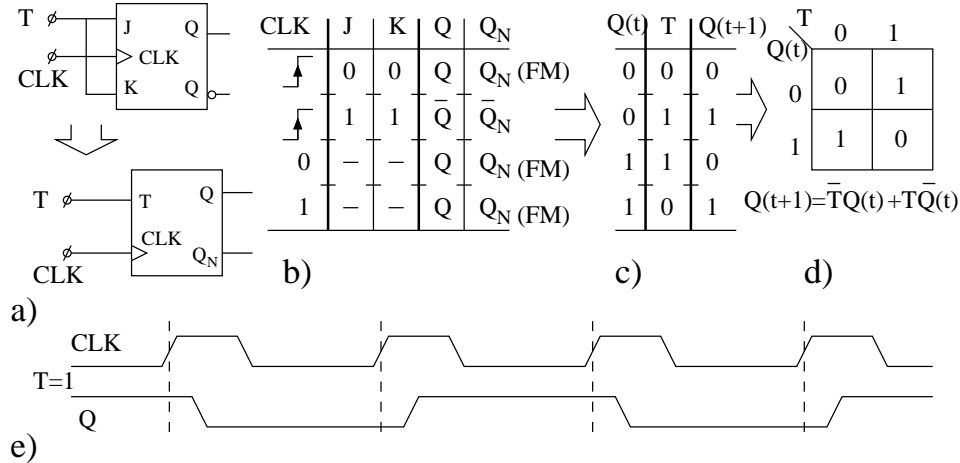 T
J
Q
CLK
CLK
K
Q
T
T
Q
CLK
CLK
Q_N
a)
CLK J K Q Q_N
0 0 Q Q_N (FM)
1 1 Q̅ Q̅_N
0 – – Q Q_N (FM)
1 – – Q Q_N (FM)
b)
Q(t) T Q(t+1)
0 0 0
0 1 1
1 1 0
1 0 1
c)
T
Q(t)
0 1
0 0 1
1 1 0
Q(t+1)=T̅Q(t)+TQ̅(t)
d)
CLK
T=1
Q
e)